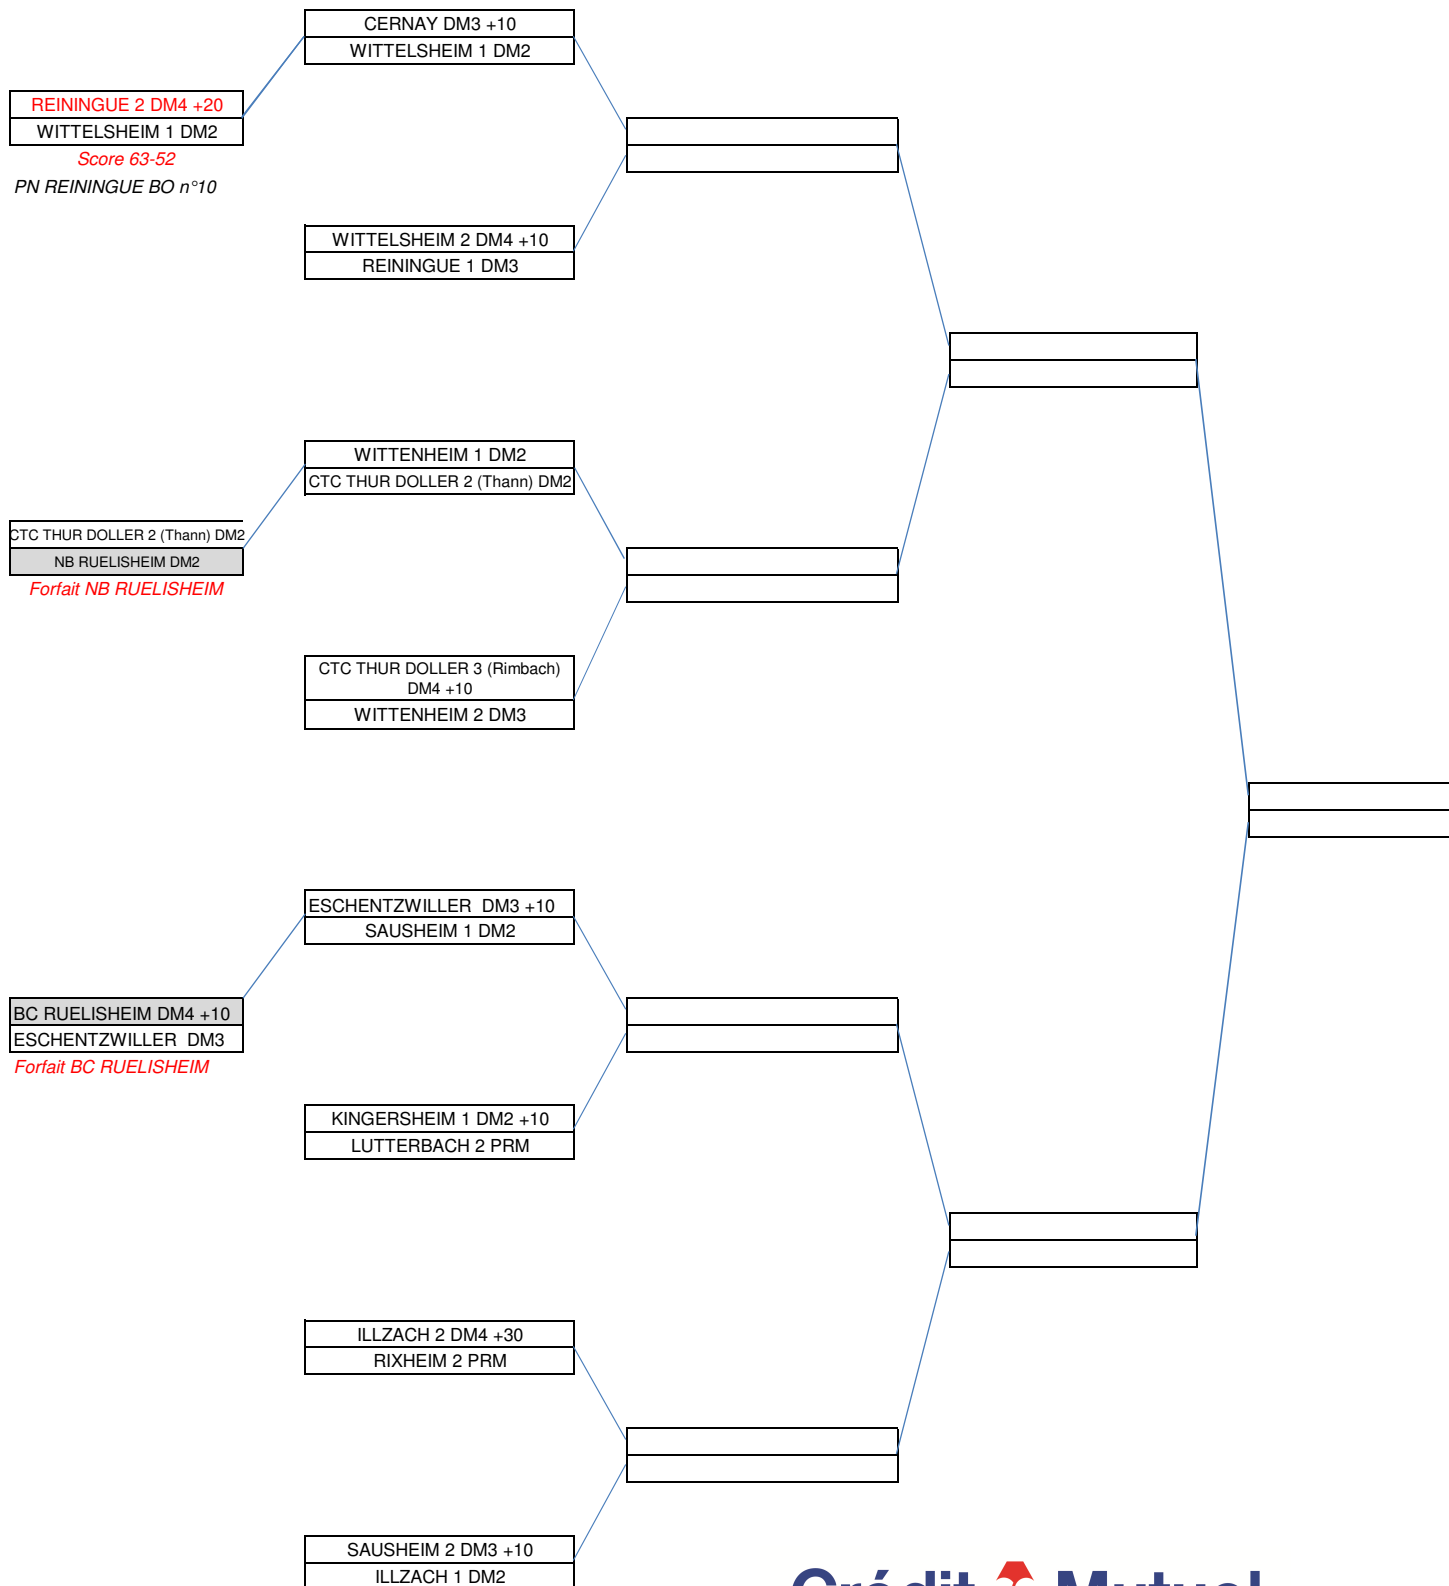 CERNAY DM3 +10
WITTELSHEIM 1 DM2
REININGUE 2 DM4 +20
WITTELSHEIM 1 DM2
Score 63-52
PN REININGUE BO n°10
WITTELSHEIM 2 DM4 +10
REININGUE 1 DM3
WITTENHEIM 1 DM2
CTC THUR DOLLER 2 (Thann) DM2
CTC THUR DOLLER 2 (Thann) DM2
NB RUELISHEIM DM2
Forfait NB RUELISHEIM
CTC THUR DOLLER 3 (Rimbach)
DM4 +10
WITTENHEIM 2 DM3
ESCHENTZWILLER DM3 +10
SAUSHEIM 1 DM2
BC RUELISHEIM DM4 +10
ESCHENTZWILLER DM3
Forfait BC RUELISHEIM
KINGERSHEIM 1 DM2 +10
LUTTERBACH 2 PRM
ILLZACH 2 DM4 +30
RIXHEIM 2 PRM
SAUSHEIM 2 DM3 +10
ILLZACH 1 DM2
Crédit Mutuel